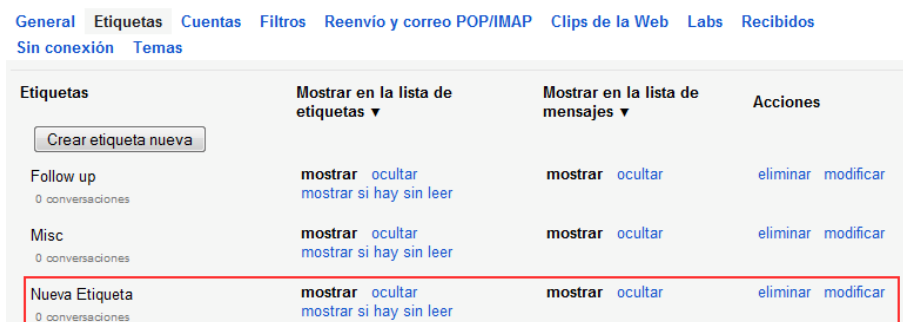 General Etiquetas Cuentas Filtros Reenvío y correo POP/IMAP Clips de la Web Labs Recibidos
Sin conexión Temas
Etiquetas Mostrar en la lista de etiquetas ▼ Mostrar en la lista de mensajes ▼ Acciones
Crear etiqueta nueva
Follow up mostrar ocultar mostrar ocultar eliminar modificar
0 conversaciones mostrar si hay sin leer
Misc mostrar ocultar mostrar ocultar eliminar modificar
0 conversaciones mostrar si hay sin leer
Nueva Etiqueta mostrar ocultar mostrar ocultar eliminar modificar
0 conversaciones mostrar si hay sin leer